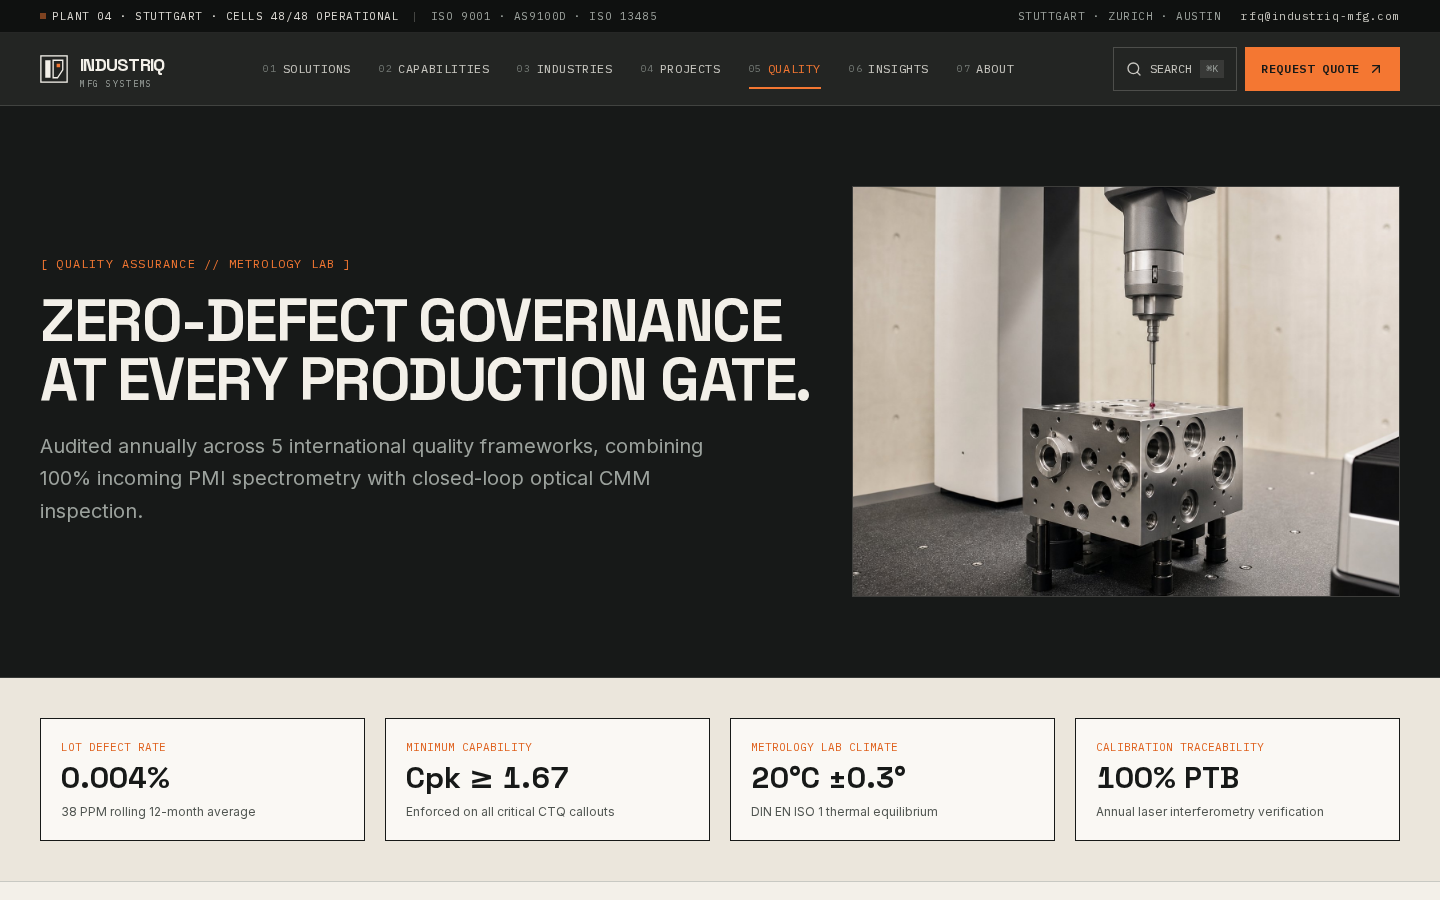 PLANT 04 · STUTTGART · CELLS 48/48 OPERATIONAL | ISO 9001 · AS9100D · ISO 13485
STUTTGART · ZURICH · AUSTIN rfq@industriq-mfg.com
INDUSTRIQ
MFG SYSTEMS
01 SOLUTIONS 02 CAPABILITIES 03 INDUSTRIES 04 PROJECTS 05 QUALITY 06 INSIGHTS 07 ABOUT
SEARCH ⌘K
REQUEST QUOTE
[ QUALITY ASSURANCE // METROLOGY LAB ]
ZERO-DEFECT GOVERNANCE
AT EVERY PRODUCTION GATE.
Audited annually across 5 international quality frameworks, combining
100% incoming PMI spectrometry with closed-loop optical CMM
inspection.
LOT DEFECT RATE
0.004%
38 PPM rolling 12-month average
MINIMUM CAPABILITY
Cpk ≥ 1.67
Enforced on all critical CTQ callouts
METROLOGY LAB CLIMATE
20°C ±0.3°
DIN EN ISO 1 thermal equilibrium
CALIBRATION TRACEABILITY
100% PTB
Annual laser interferometry verification